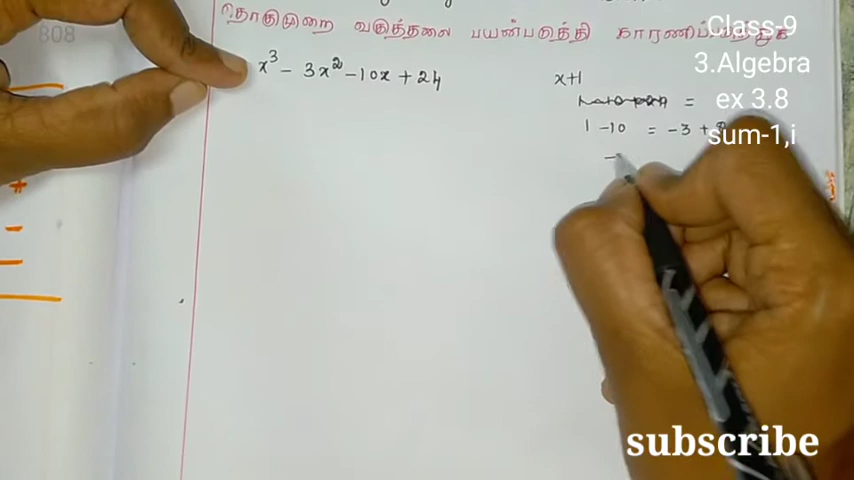 808
தொகுமுறை வகுத்தலை பயன்படுத்தி காரணிப்படுத்துக
Class-9
3.Algebra
ex 3.8
sum-1,i
x³ - 3x² -10x + 24
x+1
=
1 -10 = -3 +
subscribe